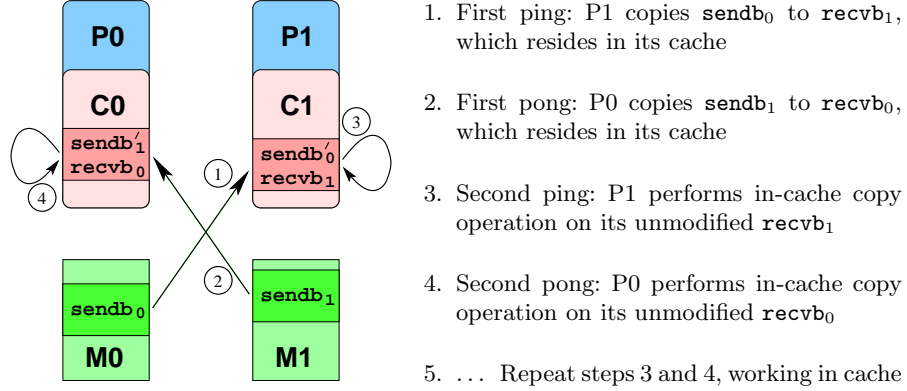 P0
P1
C0
C1
sendb′₁
recvb₀
sendb′₀
recvb₁
1
2
3
4
sendb₀
sendb₁
M0
M1
1. First ping: P1 copies sendb₀ to recvb₁,
which resides in its cache
2. First pong: P0 copies sendb₁ to recvb₀,
which resides in its cache
3. Second ping: P1 performs in-cache copy
operation on its unmodified recvb₁
4. Second pong: P0 performs in-cache copy
operation on its unmodified recvb₀
5. ... Repeat steps 3 and 4, working in cache